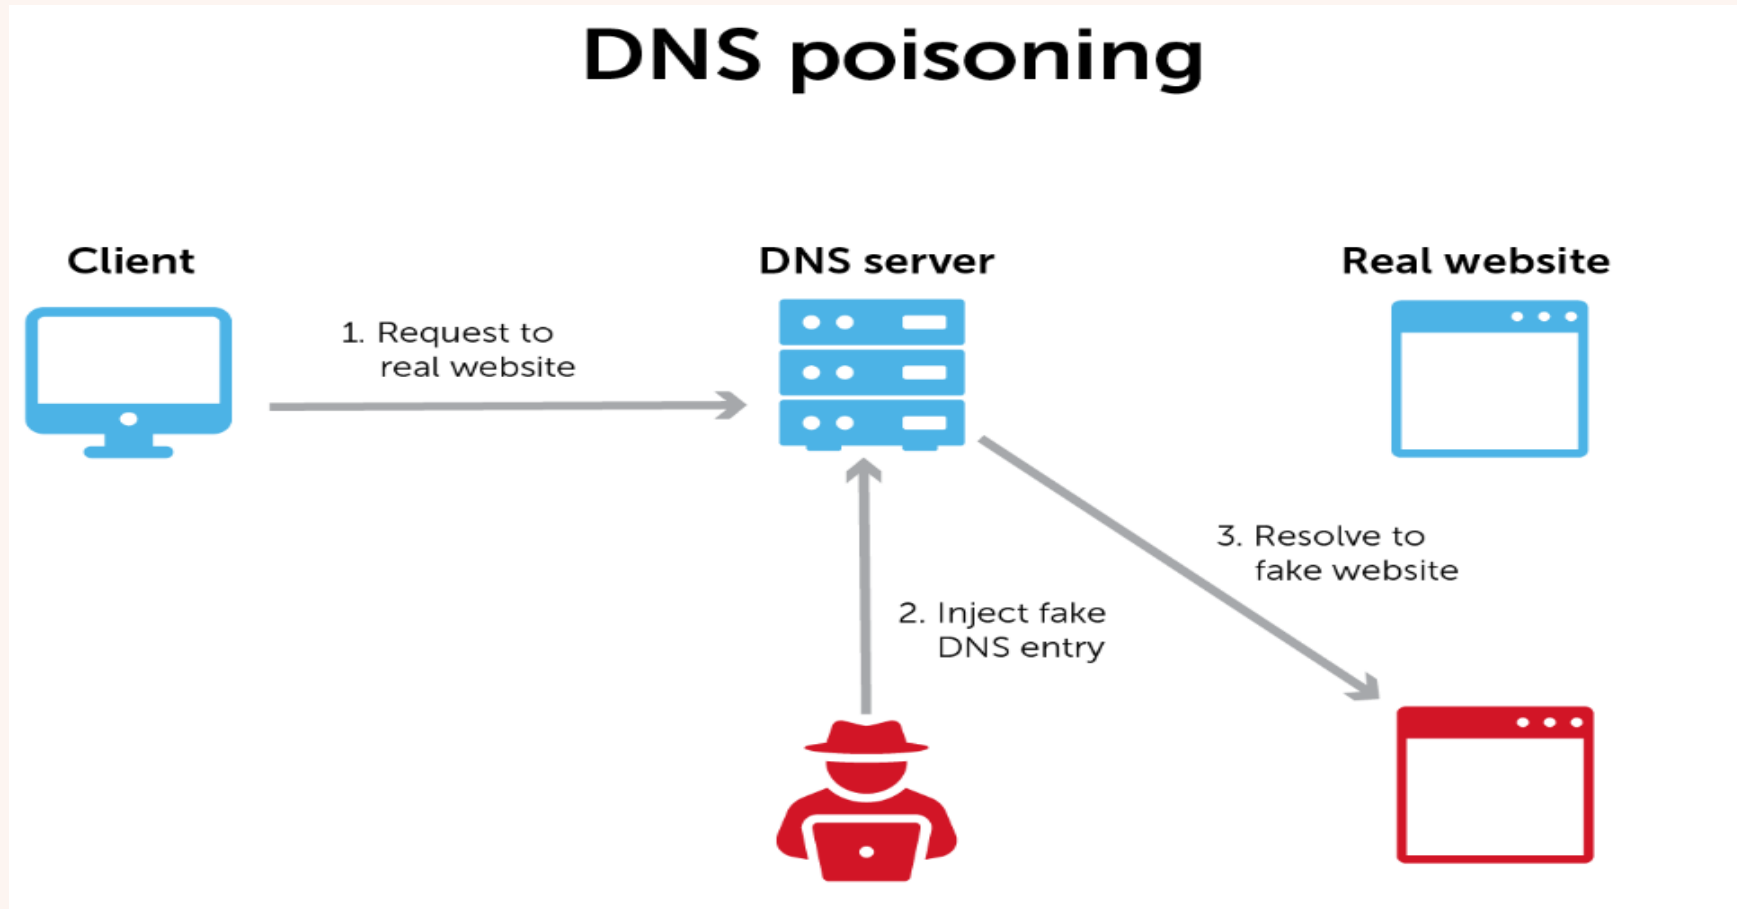 DNS poisoning
Client
DNS server
Real website
1. Request to
real website
3. Resolve to
fake website
2. Inject fake
DNS entry